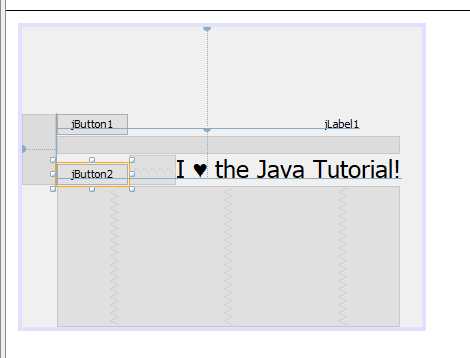 jButton1
jLabel1
jButton2
I ♥ the Java Tutorial!